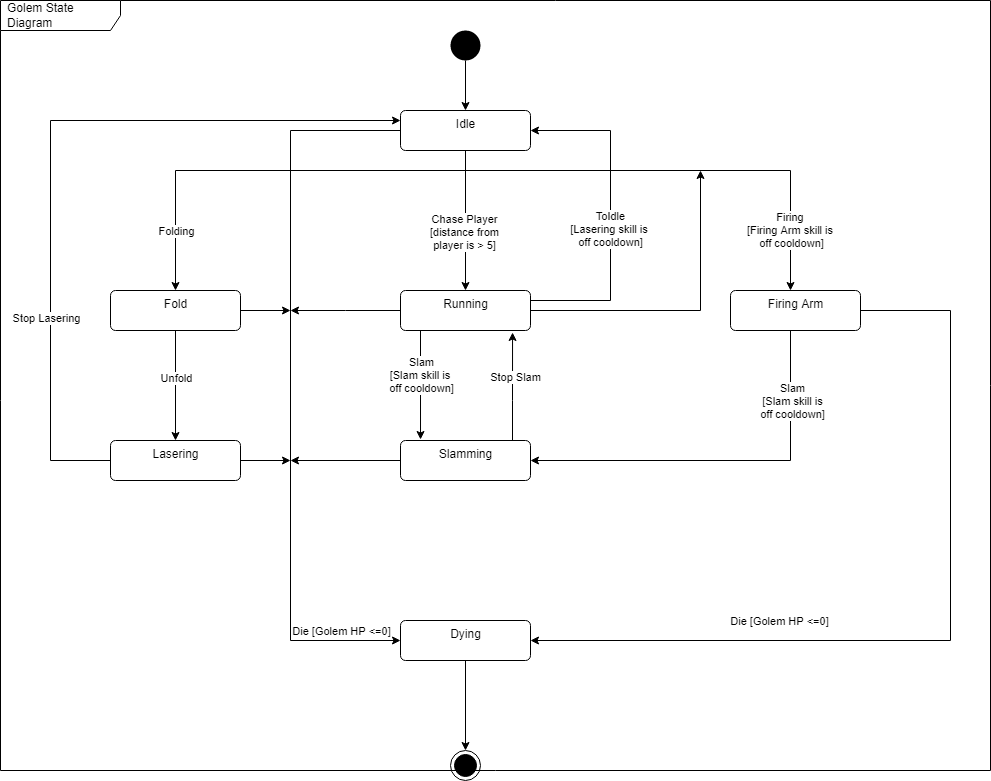 Golem State
Diagram
Idle
Chase Player
[distance from
player is > 5]
ToIdle
[Lasering skill is
off cooldown]
Firing
[Firing Arm skill is
off cooldown]
Folding
Fold
Running
Firing Arm
Stop Lasering
Unfold
Slam
[Slam skill is
off cooldown]
Stop Slam
Slam
[Slam skill is
off cooldown]
Lasering
Slamming
Die [Golem HP <=0]
Dying
Die [Golem HP <=0]